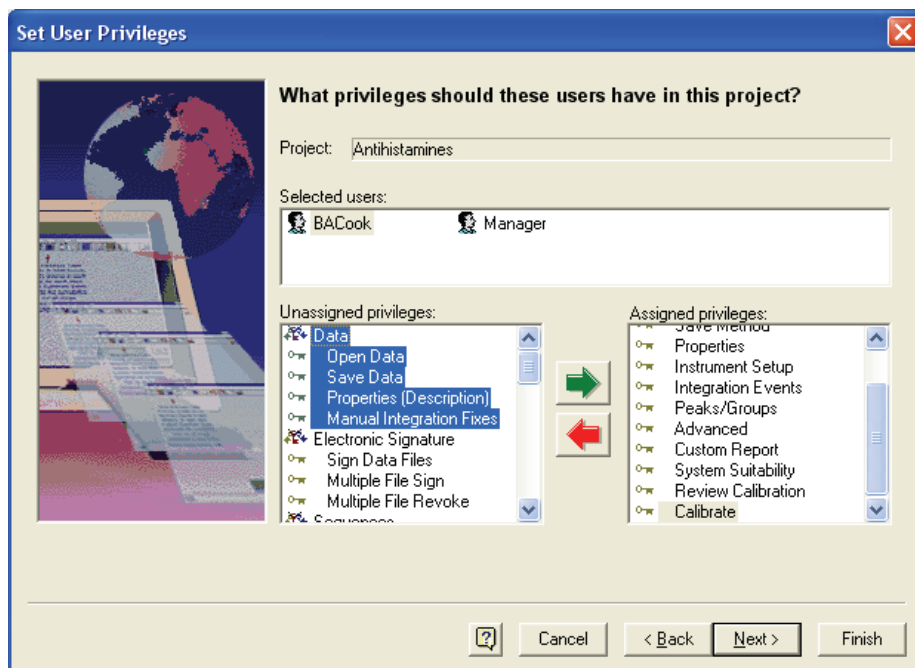 Set User Privileges
What privileges should these users have in this project?
Project: Antihistamines
Selected users:
BACook Manager
Unassigned privileges:
Data
Open Data
Save Data
Properties (Description)
Manual Integration Fixes
Electronic Signature
Sign Data Files
Multiple File Sign
Multiple File Revoke
Sequences
Assigned privileges:
Save Method
Properties
Instrument Setup
Integration Events
Peaks/Groups
Advanced
Custom Report
System Suitability
Review Calibration
Calibrate
Cancel < Back Next > Finish